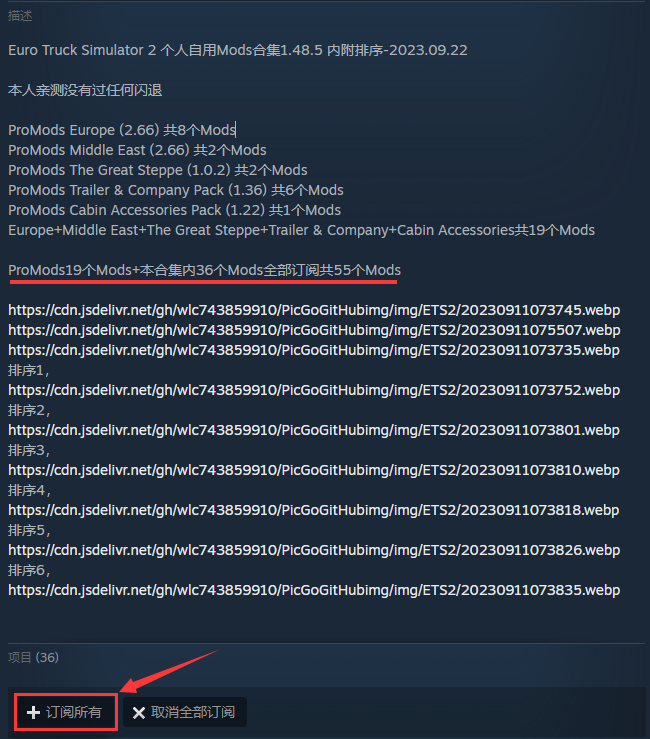 描述
Euro Truck Simulator 2 个人自用Mods合集1.48.5 内附排序-2023.09.22
本人亲测没有过任何闪退
ProMods Europe (2.66) 共8个Mods
ProMods Middle East (2.66) 共2个Mods
ProMods The Great Steppe (1.0.2) 共2个Mods
ProMods Trailer & Company Pack (1.36) 共6个Mods
ProMods Cabin Accessories Pack (1.22) 共1个Mods
Europe+Middle East+The Great Steppe+Trailer & Company+Cabin Accessories共19个Mods
ProMods19个Mods+本合集内36个Mods全部订阅共55个Mods
https://cdn.jsdelivr.net/gh/wlc743859910/PicGoGitHubimg/img/ETS2/20230911073745.webp
https://cdn.jsdelivr.net/gh/wlc743859910/PicGoGitHubimg/img/ETS2/20230911075507.webp
https://cdn.jsdelivr.net/gh/wlc743859910/PicGoGitHubimg/img/ETS2/20230911073735.webp
排序1，
https://cdn.jsdelivr.net/gh/wlc743859910/PicGoGitHubimg/img/ETS2/20230911073752.webp
排序2，
https://cdn.jsdelivr.net/gh/wlc743859910/PicGoGitHubimg/img/ETS2/20230911073801.webp
排序3，
https://cdn.jsdelivr.net/gh/wlc743859910/PicGoGitHubimg/img/ETS2/20230911073810.webp
排序4，
https://cdn.jsdelivr.net/gh/wlc743859910/PicGoGitHubimg/img/ETS2/20230911073818.webp
排序5，
https://cdn.jsdelivr.net/gh/wlc743859910/PicGoGitHubimg/img/ETS2/20230911073826.webp
排序6，
https://cdn.jsdelivr.net/gh/wlc743859910/PicGoGitHubimg/img/ETS2/20230911073835.webp
项目 (36)
订阅所有 取消全部订阅